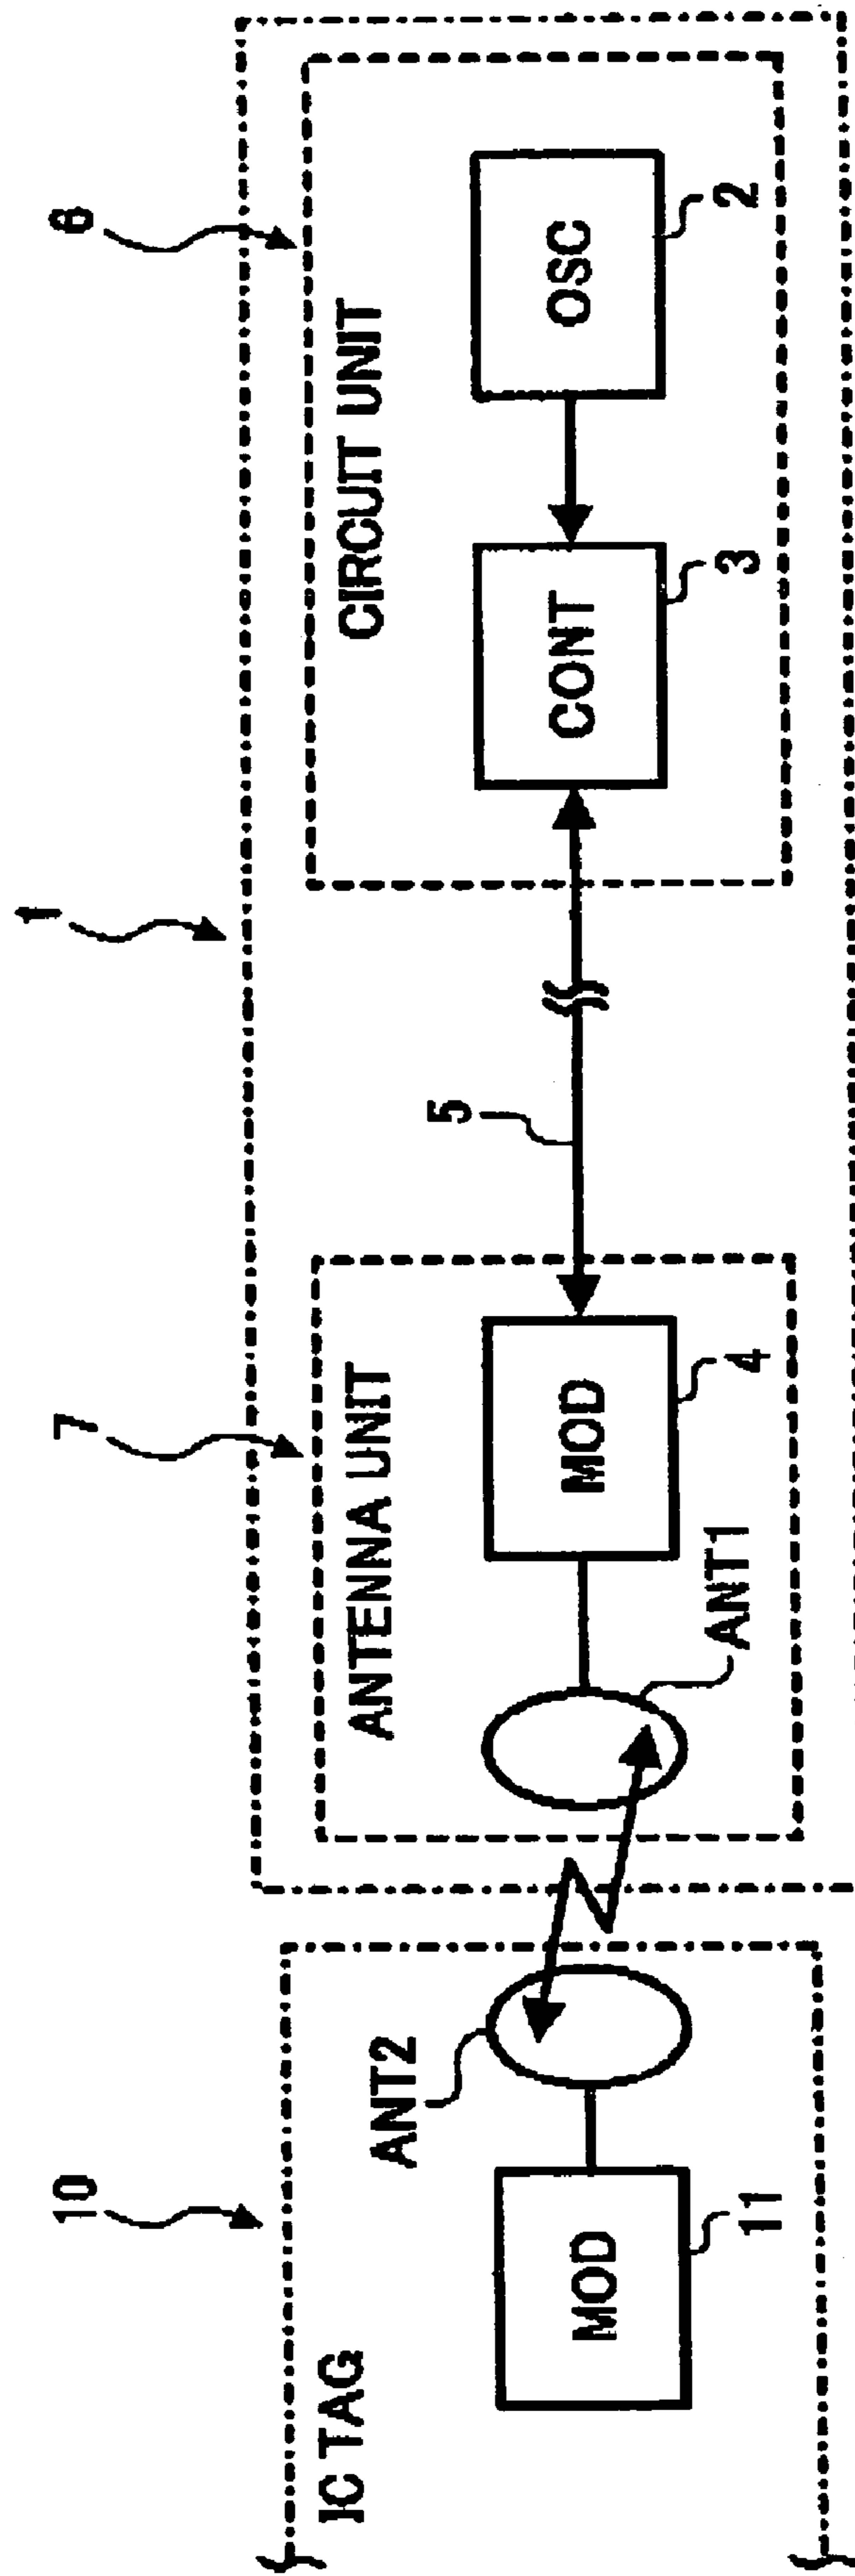 10
7
1
6
IC TAG
ANT2
MOD
11
ANTENNA UNIT
ANT1
MOD
4
5
CIRCUIT UNIT
CONT
3
OSC
2